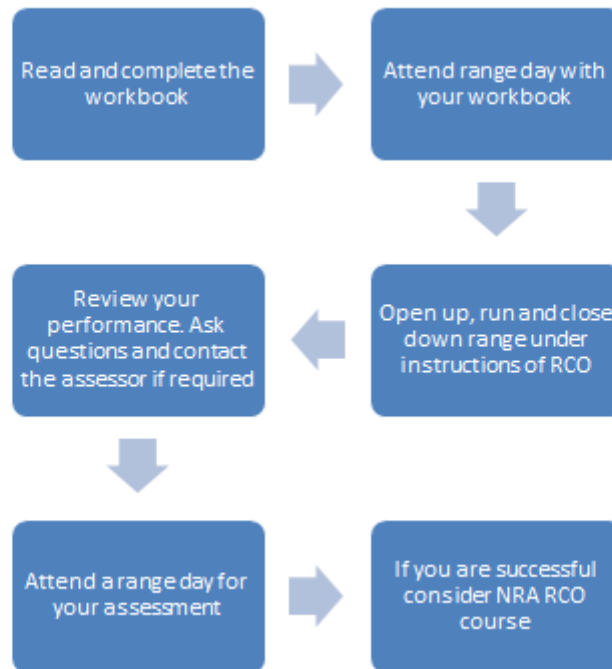 Read and complete the
workbook
Attend range day with
your workbook
Open up, run and close
down range under
instructions of RCO
Review your
performance. Ask
questions and contact
the assessor if required
Attend a range day for
your assessment
If you are successful
consider NRA RCO
course